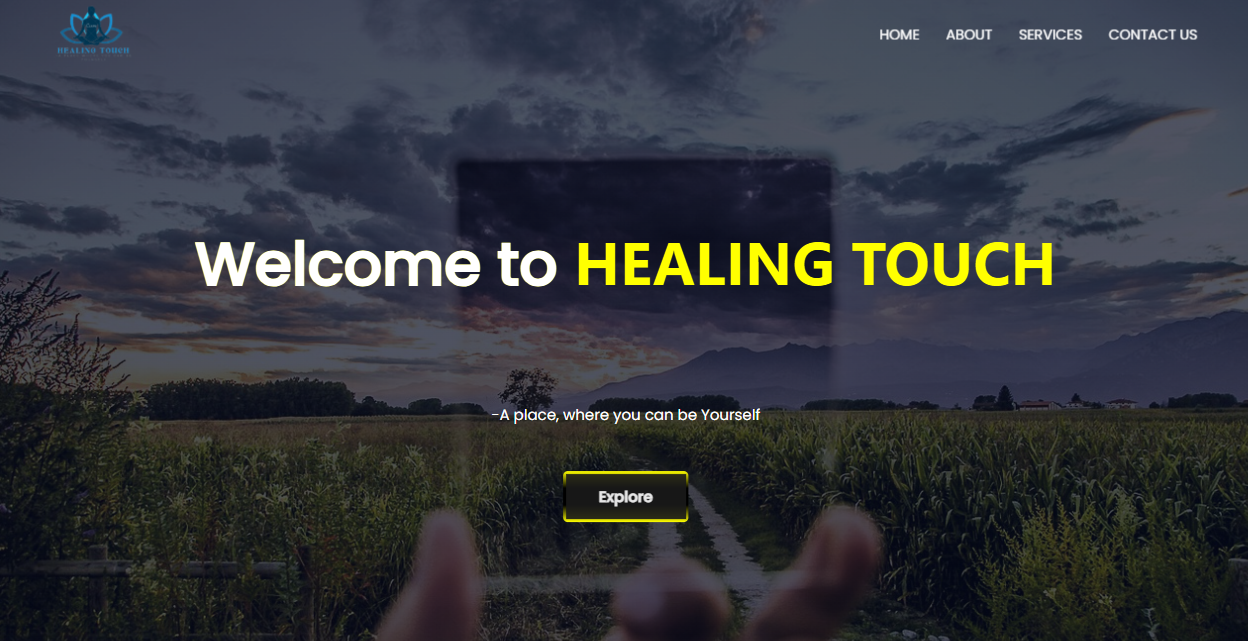 HEALING TOUCH
HOME ABOUT SERVICES CONTACT US
Welcome to HEALING TOUCH
-A place, where you can be Yourself
Explore